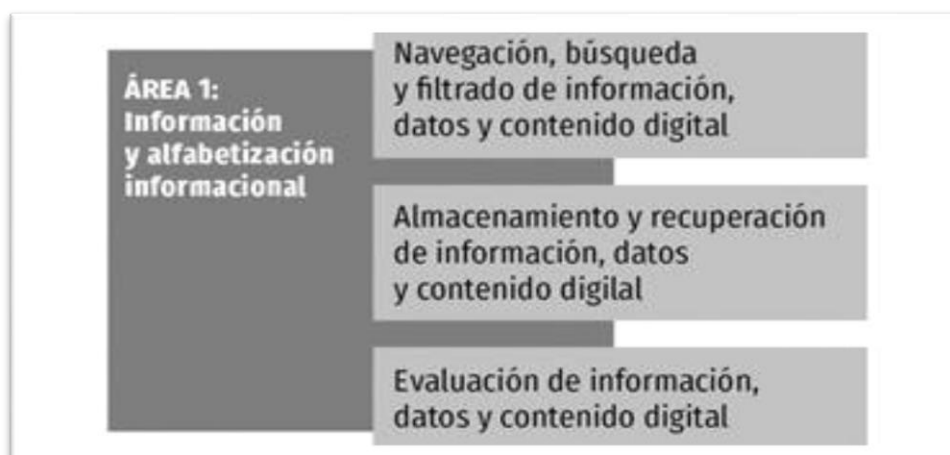 ÁREA 1:
Información
y alfabetización
informacional
Navegación, búsqueda
y filtrado de información,
datos y contenido digital
Almacenamiento y recuperación
de información, datos
y contenido digilal
Evaluación de información,
datos y contenido digital